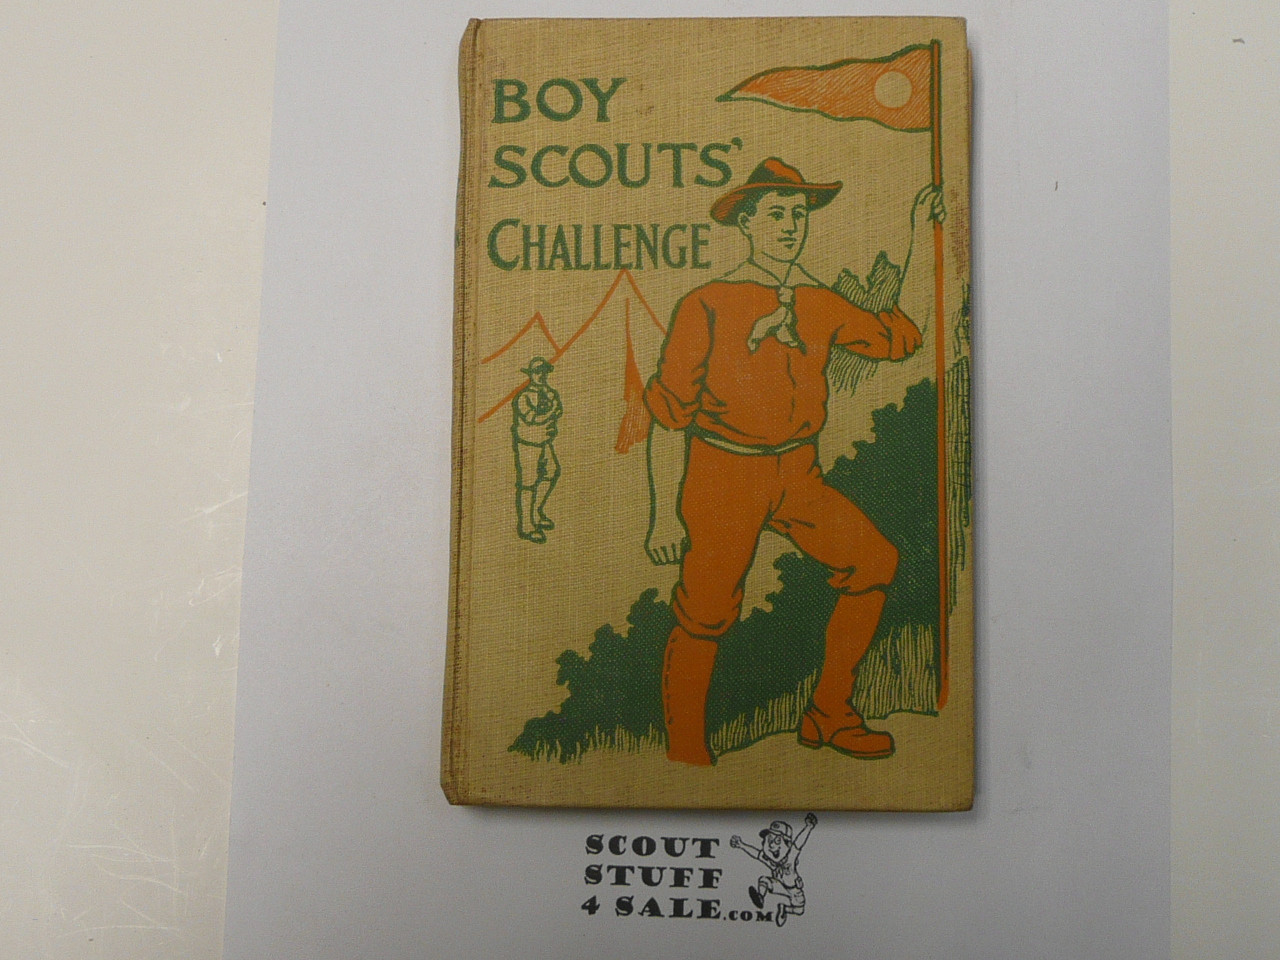 BOY
SCOUTS'
CHALLENGE
SCOUT
STUFF
4 SALE.COM